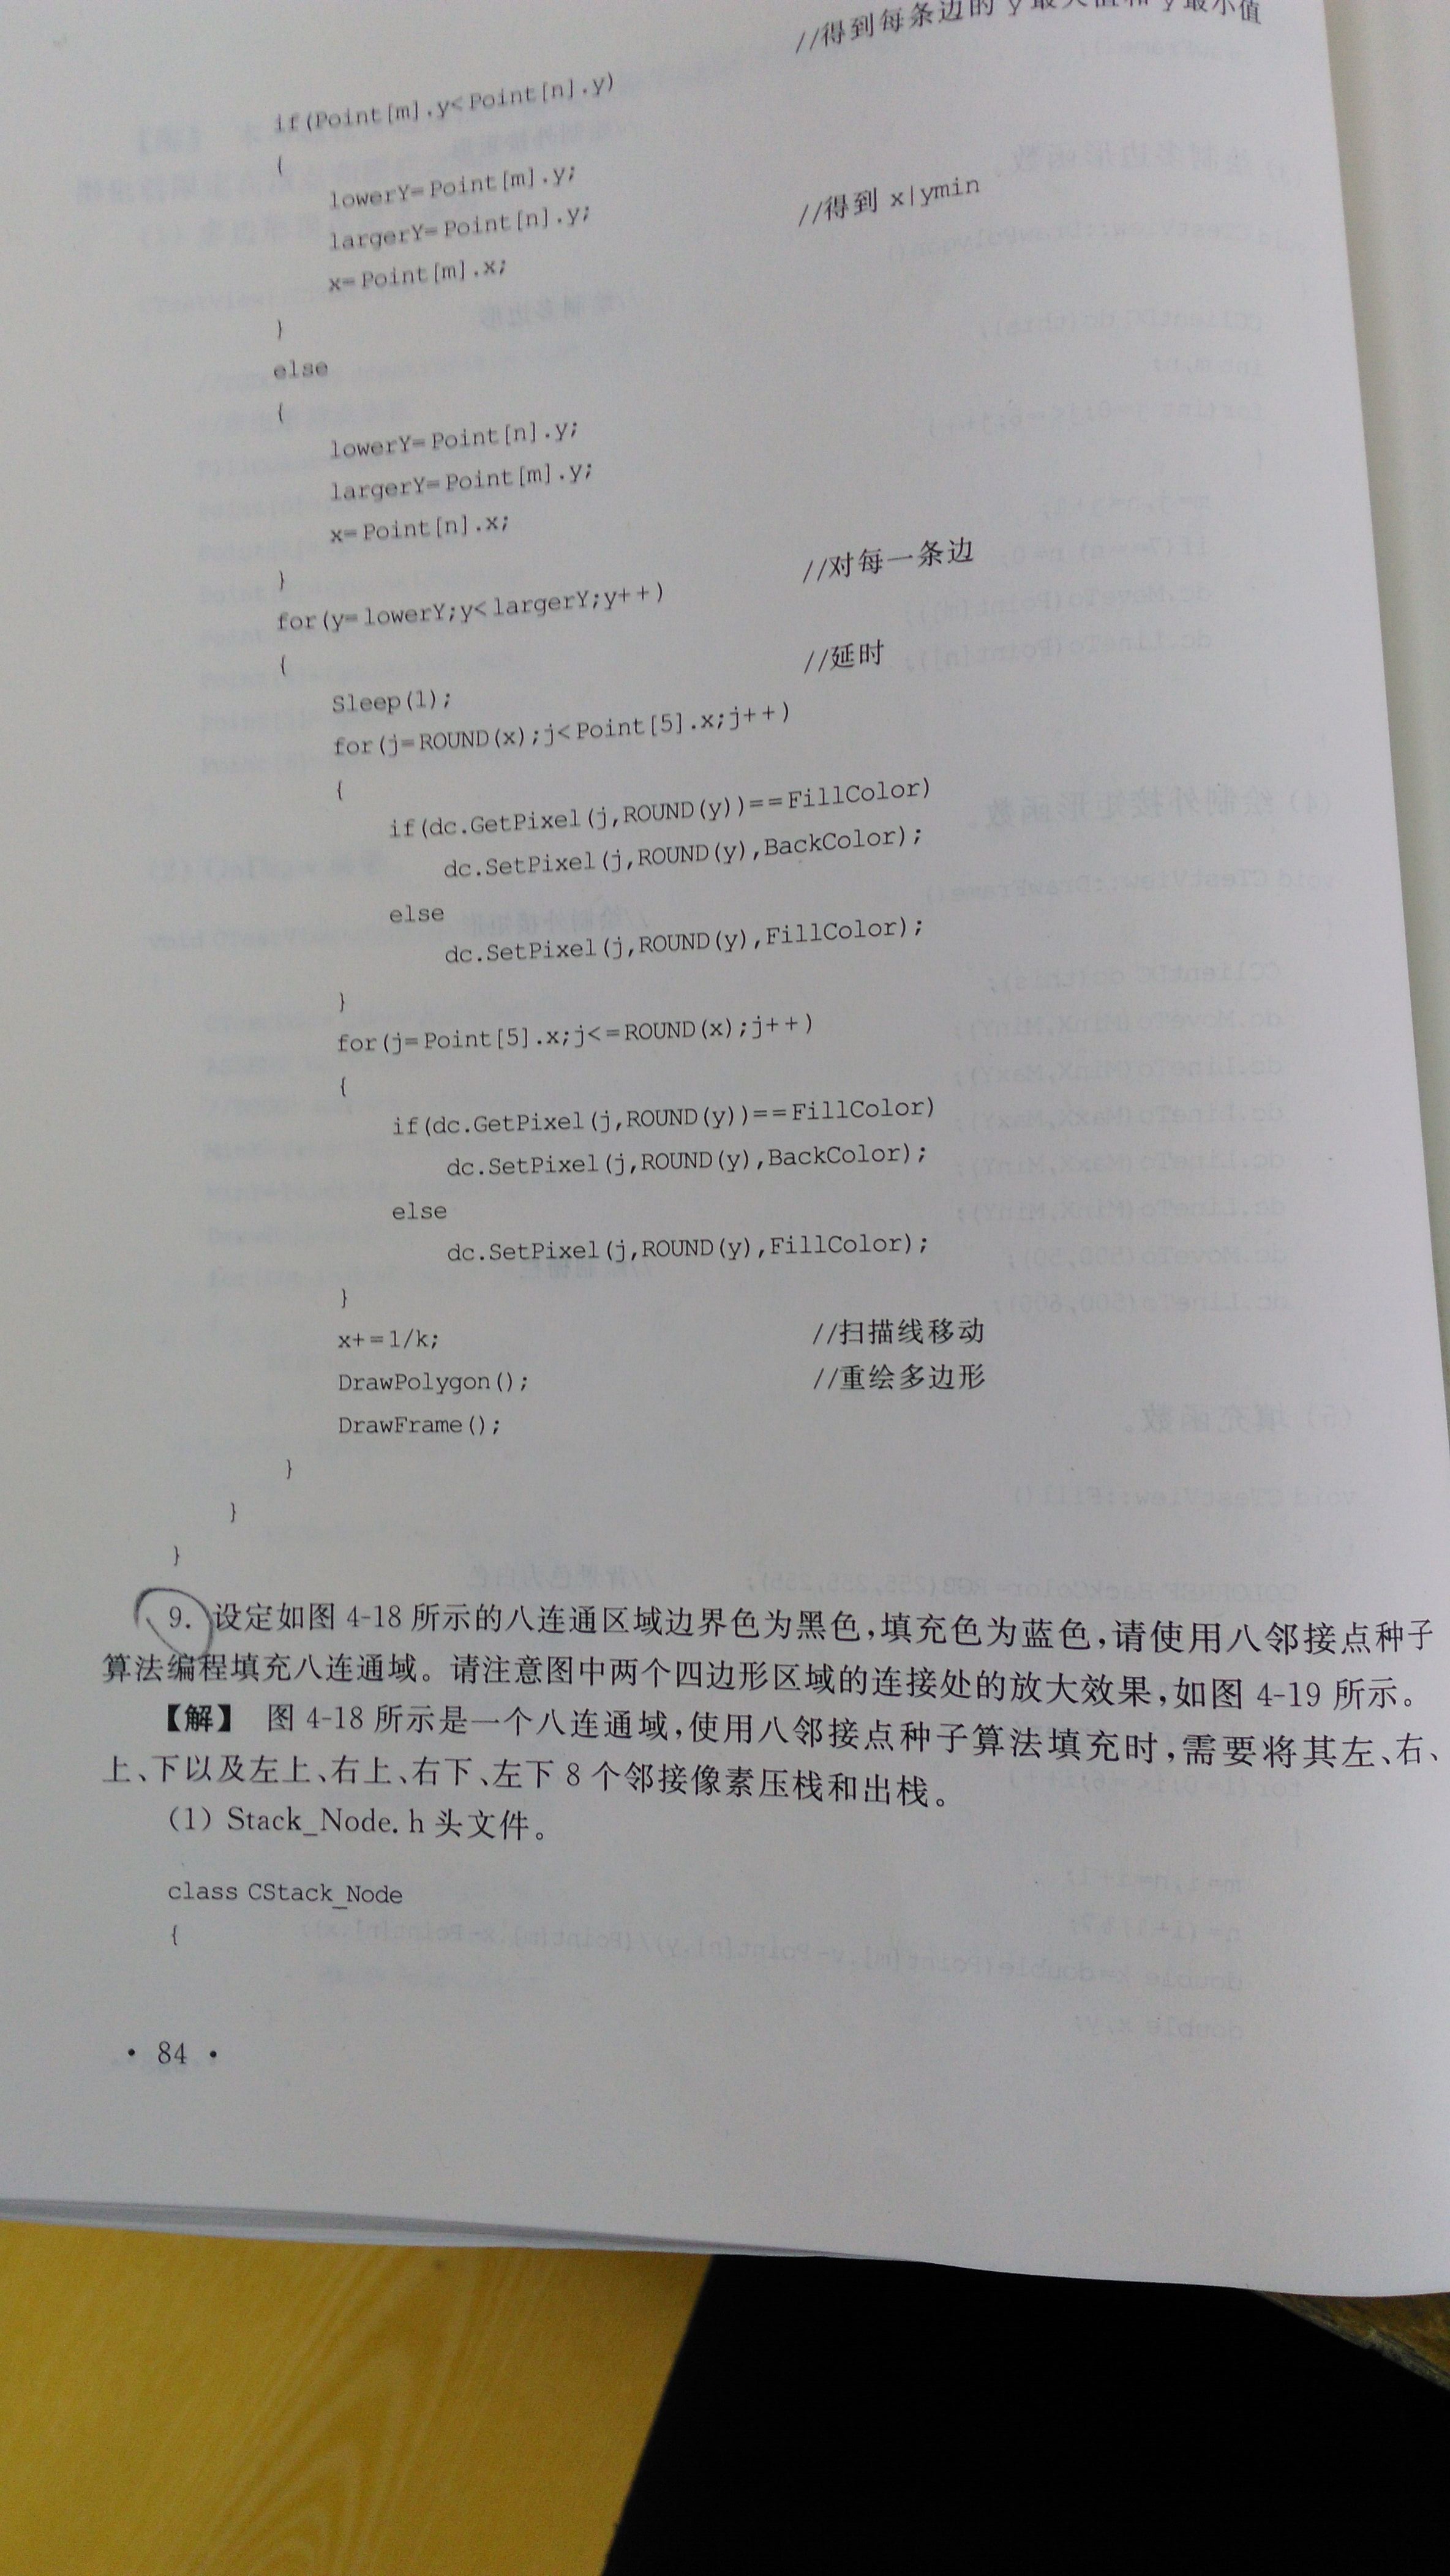 //得到每条边的 y 最大值和 y 最小值
if(Point[m].y<Point[n].y)
{
lowerY=Point[m].y;
largerY=Point[n].y;
x=Point[m].x; //得到 x|ymin
}
else
{
lowerY=Point[n].y;
largerY=Point[m].y;
x=Point[n].x;
}
for(y=lowerY;y<largerY;y++) //对每一条边
{
Sleep(1); //延时
for(j=ROUND(x);j<Point[5].x;j++)
{
if(dc.GetPixel(j,ROUND(y))==FillColor)
dc.SetPixel(j,ROUND(y),BackColor);
else
dc.SetPixel(j,ROUND(y),FillColor);
}
for(j=Point[5].x;j<=ROUND(x);j++)
{
if(dc.GetPixel(j,ROUND(y))==FillColor)
dc.SetPixel(j,ROUND(y),BackColor);
else
dc.SetPixel(j,ROUND(y),FillColor);
}
x+=1/k; //扫描线移动
DrawPolygon(); //重绘多边形
DrawFrame();
}
}
}
9. 设定如图 4-18 所示的八连通区域边界色为黑色,填充色为蓝色,请使用八邻接点种子
算法编程填充八连通域。请注意图中两个四边形区域的连接处的放大效果,如图 4-19 所示。
【解】 图 4-18 所示是一个八连通域,使用八邻接点种子算法填充时,需要将其左、右、
上、下以及左上、右上、右下、左下 8 个邻接像素压栈和出栈。
(1) Stack_Node. h 头文件。
class CStack_Node
{
• 84 •